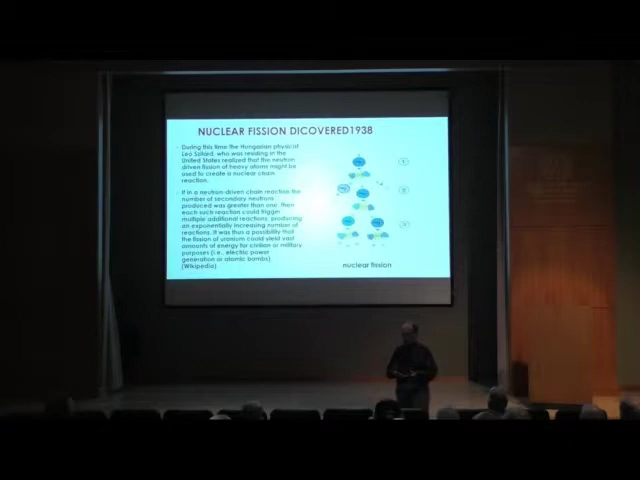 NUCLEAR FISSION DICOVERED1938
During this time the Hungarian physicist
Leo Szilard, who was residing in the
United States realized that the neutron
driven fission of heavy atoms might be
used to create a nuclear chain
reaction.
If in a neutron-driven chain reaction the
number of secondary neutrons
produced was greater than one, then
each such reaction could trigger
multiple additional reactions, producing
an exponentially increasing number of
reactions. It was thus a possibility that
the fission of uranium could yield vast
amounts of energy for civilian or military
purposes (i.e., electric power
generation or atomic bombs).
(Wikipedia)
1
2
3
nuclear fission